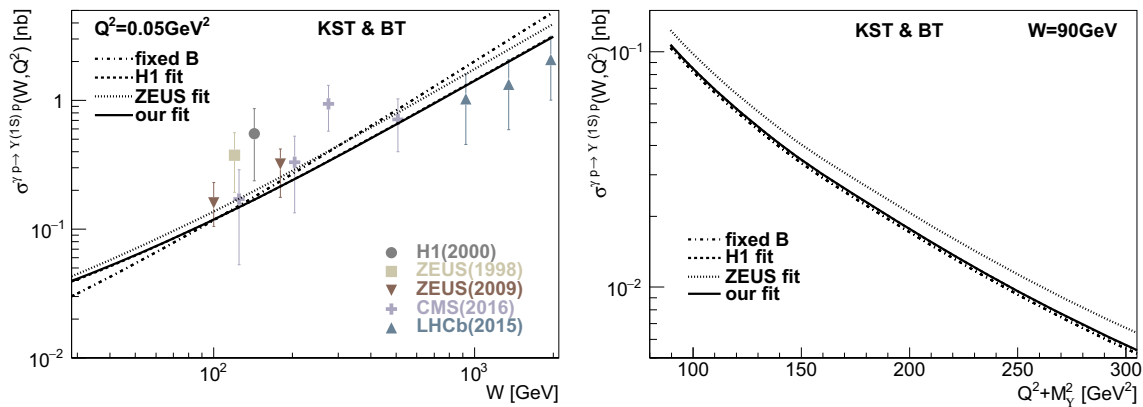 Q²=0.05GeV²
KST & BT
fixed B
H1 fit
ZEUS fit
our fit
H1(2000)
ZEUS(1998)
ZEUS(2009)
CMS(2016)
LHCb(2015)
σ^{γ p→ Υ (1S) p}(W,Q²) [nb]
1
10⁻¹
10⁻²
10²
10³
W [GeV]
KST & BT
W=90GeV
fixed B
H1 fit
ZEUS fit
our fit
σ^{γ p→ Υ (1S) p}(W,Q²) [nb]
10⁻¹
10⁻²
100 150 200 250 300
Q²+M_Υ² [GeV²]